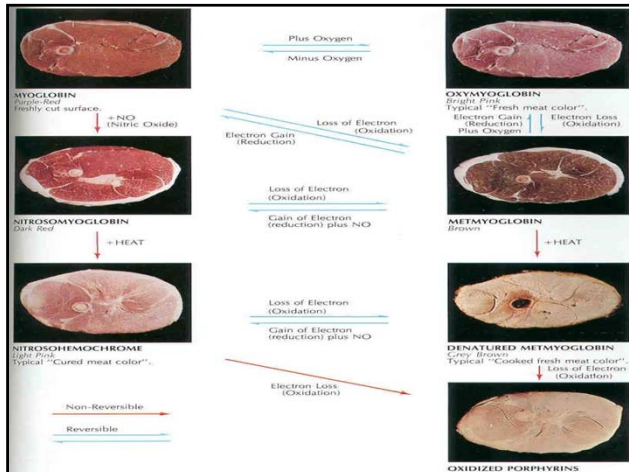 Plus Oxygen
Minus Oxygen
MYOGLOBIN
Purple-Red
Freshly cut surface.
OXYMYOGLOBIN
Bright Pink
Typical "Fresh meat color".
+NO
(Nitric Oxide)
Loss of Electron
(Oxidation)
Electron Gain
(Reduction)
Electron Gain
(Reduction)
Plus Oxygen
Electron Loss
(Oxidation)
NITROSOMYOGLOBIN
Dark Red
Loss of Electron
(Oxidation)
Gain of Electron
(reduction) plus NO
METMYOGLOBIN
Brown
+HEAT
+HEAT
NITROSOHEMOCHROME
Light Pink
Typical "Cured meat color".
Loss of Electron
(Oxidation)
Gain of Electron
(reduction) plus NO
DENATURED METMYOGLOBIN
Grey Brown
Typical "Cooked fresh meat color".
Loss of Electron
(Oxidation)
Electron Loss
(Oxidation)
Non-Reversible
Reversible
OXIDIZED PORPHYRINS